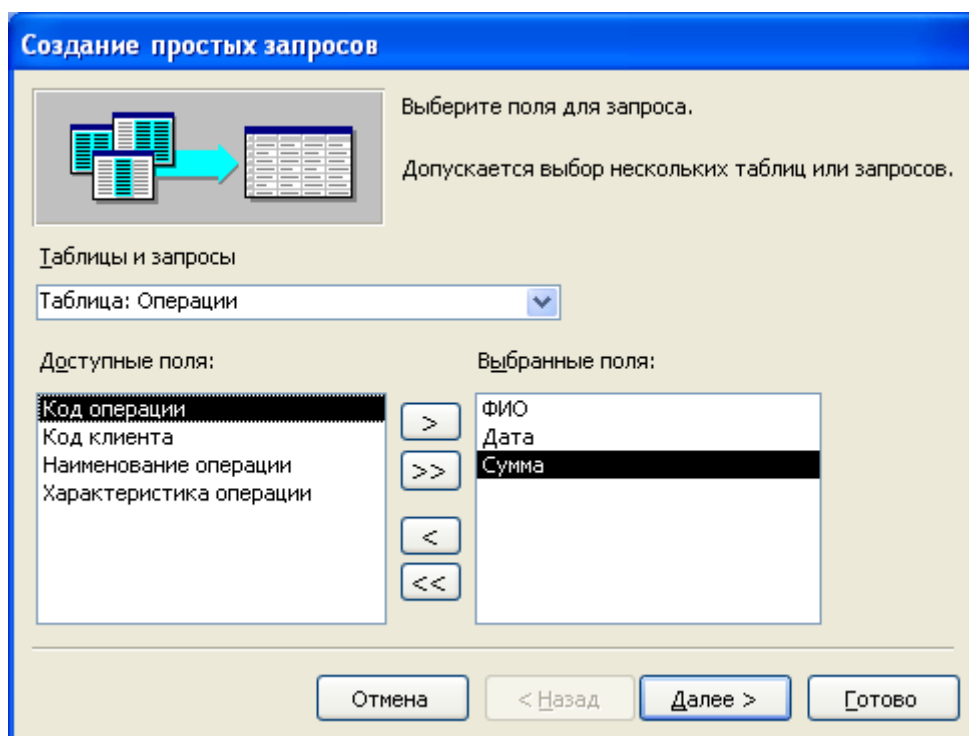 Создание простых запросов
Выберите поля для запроса.
Допускается выбор нескольких таблиц или запросов.
Таблицы и запросы
Таблица: Операции
Доступные поля:
Выбранные поля:
Код операции
Код клиента
Наименование операции
Характеристика операции
>
>>
<
<<
ФИО
Дата
Сумма
Отмена
< Назад
Далее >
Готово